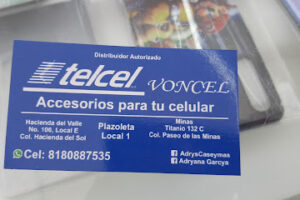 Distribuidor Autorizado
telcel VONCEL
Accesorios para tu celular
Hacienda del Valle
No. 106, Local E
Col. Hacienda del Sol
Plazoleta
Local 1
Minas
Titanio 132 C
Col. Paseo de las Minas
Cel: 8180887535
AdrysCaseymas
Adryana Garcya